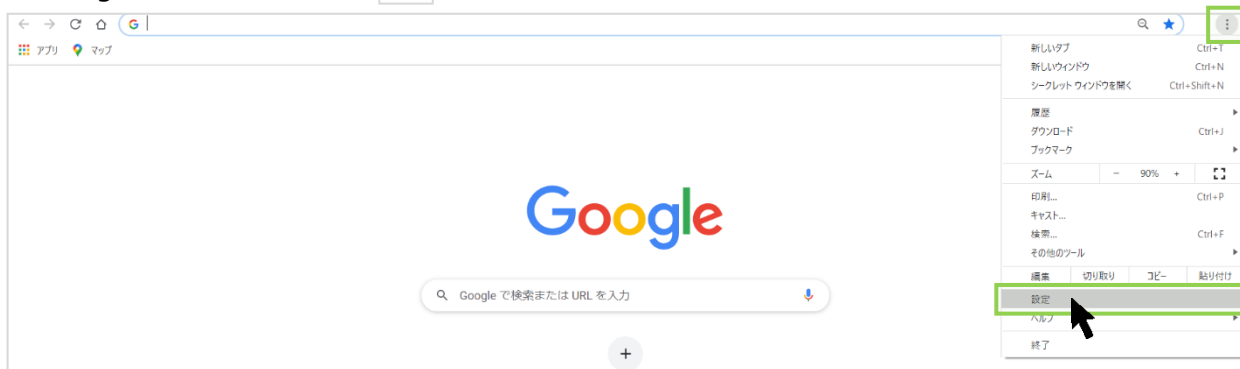 G
アプリ マップ
新しいタブ Ctrl+T
新しいウィンドウ Ctrl+N
シークレット ウィンドウを開く Ctrl+Shift+N
履歴
ダウンロード Ctrl+J
ブックマーク
ズーム - 90% +
印刷... Ctrl+P
キャスト...
検索... Ctrl+F
その他のツール
編集 切り取り コピー 貼り付け
設定
ヘルプ
終了
Google
Google で検索または URL を入力
+